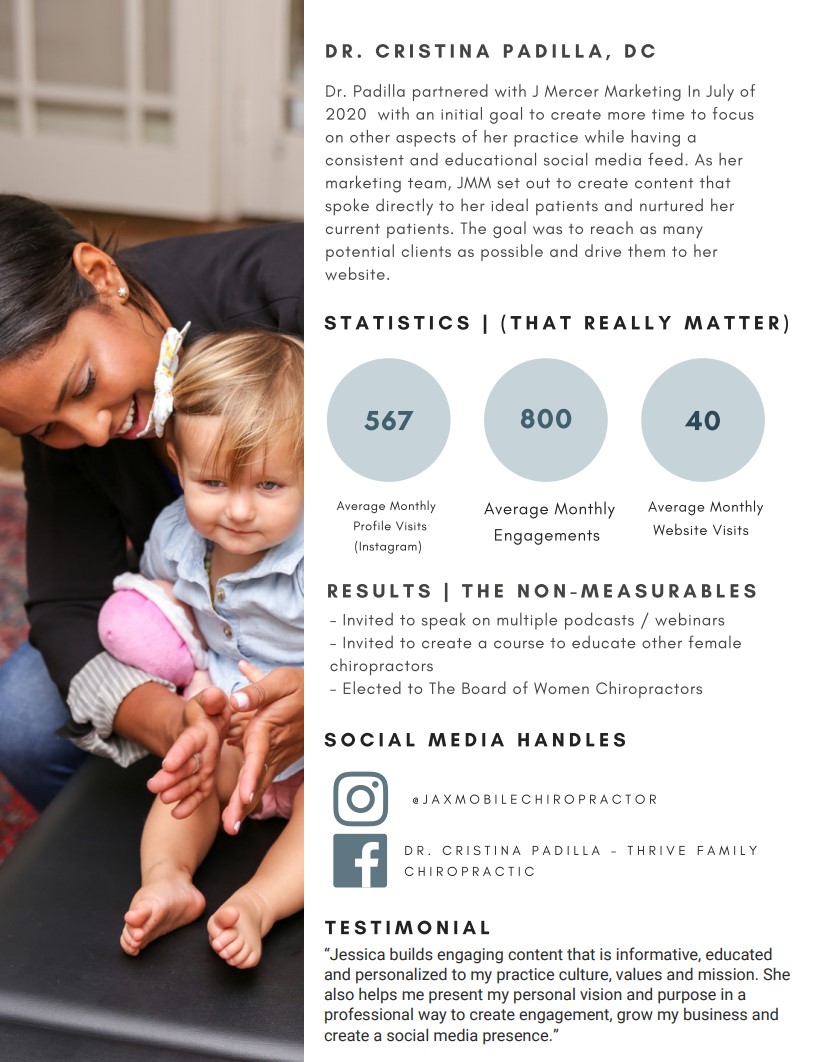 DR. CRISTINA PADILLA, DC
Dr. Padilla partnered with J Mercer Marketing In July of
2020 with an initial goal to create more time to focus
on other aspects of her practice while having a
consistent and educational social media feed. As her
marketing team, JMM set out to create content that
spoke directly to her ideal patients and nurtured her
current patients. The goal was to reach as many
potential clients as possible and drive them to her
website.
STATISTICS | (THAT REALLY MATTER)
567
Average Monthly
Profile Visits
(Instagram)
800
Average Monthly
Engagements
40
Average Monthly
Website Visits
RESULTS | THE NON-MEASURABLES
- Invited to speak on multiple podcasts / webinars
- Invited to create a course to educate other female
chiropractors
- Elected to The Board of Women Chiropractors
SOCIAL MEDIA HANDLES
@JAXMOBILECHIROPRACTOR
DR. CRISTINA PADILLA - THRIVE FAMILY
CHIROPRACTIC
TESTIMONIAL
“Jessica builds engaging content that is informative, educated
and personalized to my practice culture, values and mission. She
also helps me present my personal vision and purpose in a
professional way to create engagement, grow my business and
create a social media presence.”